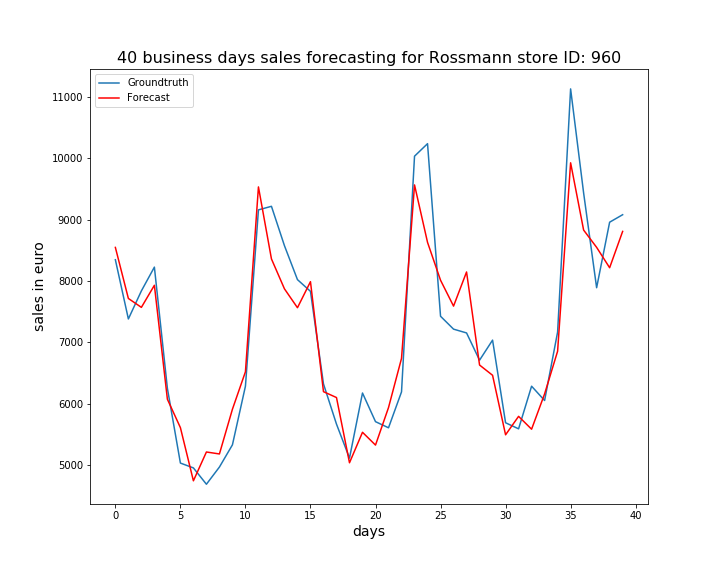 40 business days sales forecasting for Rossmann store ID: 960
Groundtruth
Forecast
11000
10000
9000
8000
7000
6000
5000
sales in euro
0 5 10 15 20 25 30 35 40
days